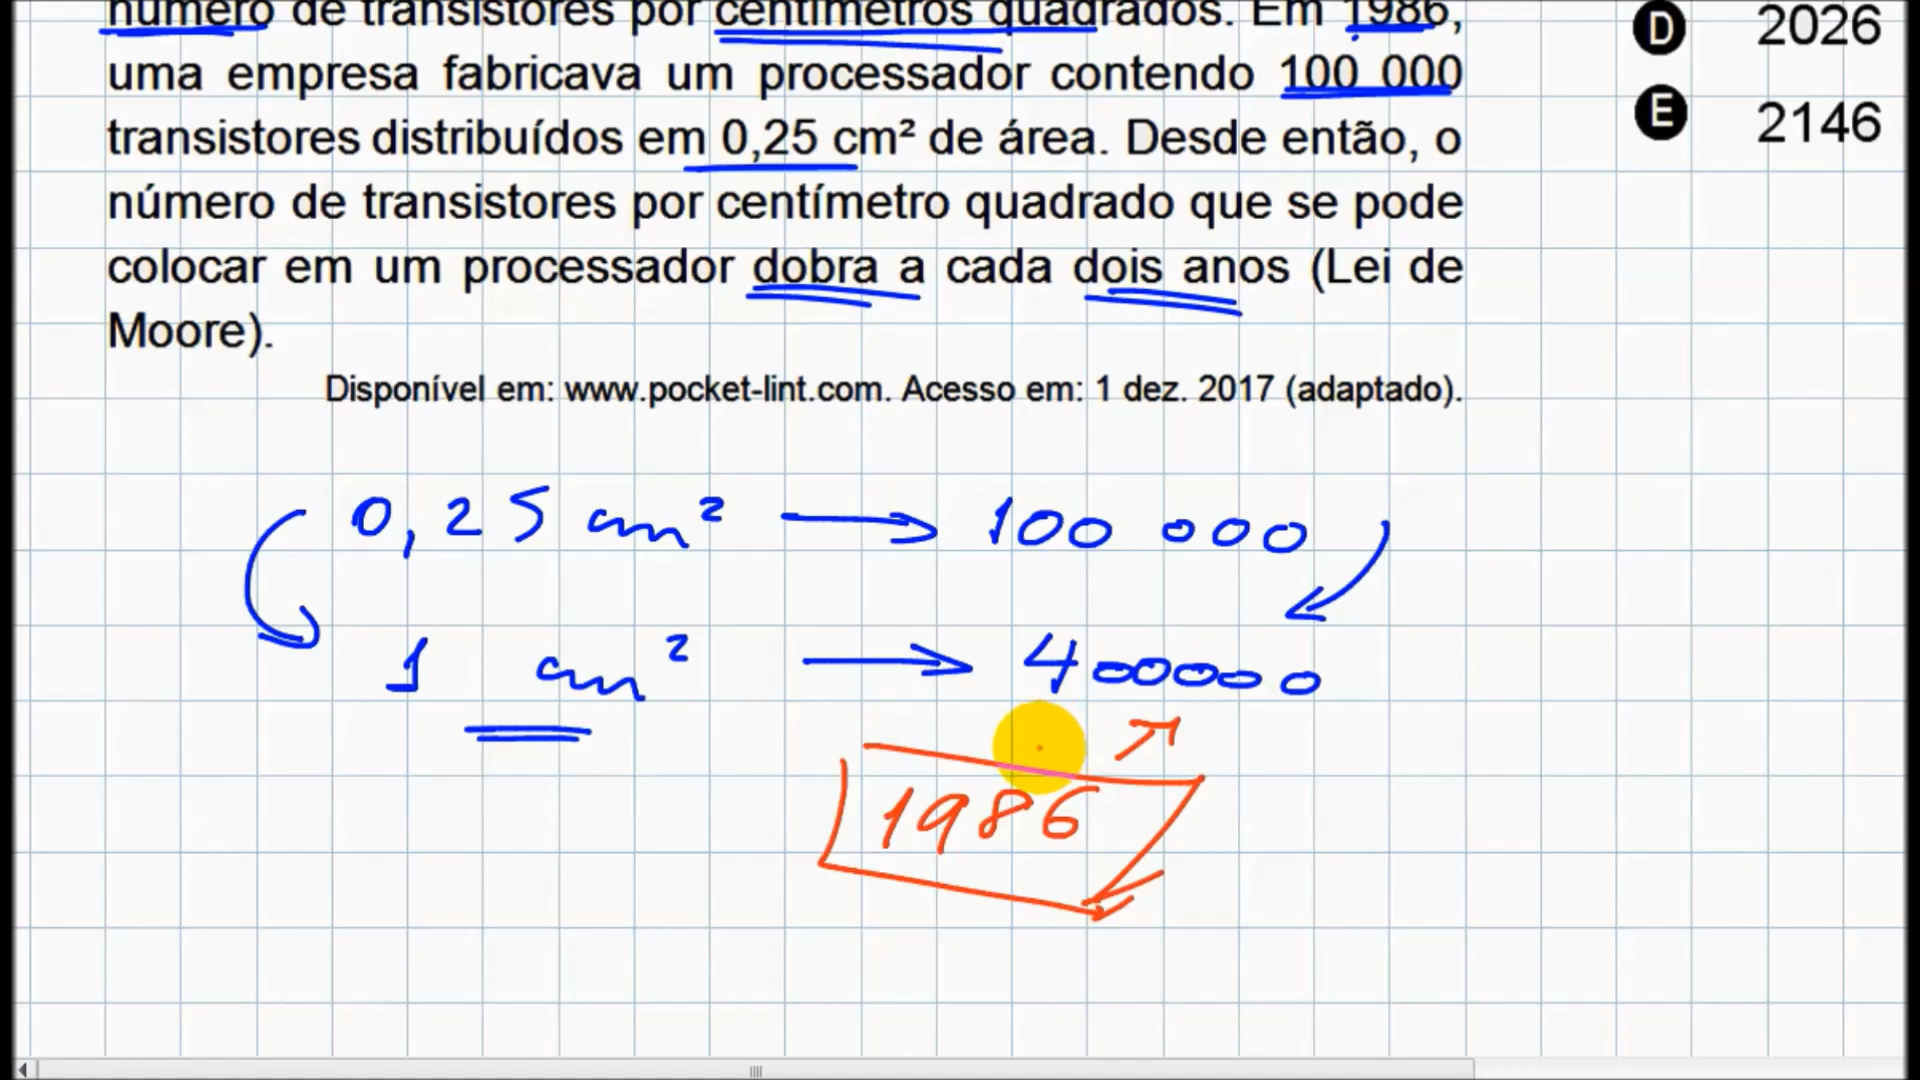 número de transistores por centímetros quadrados. Em 1986,
uma empresa fabricava um processador contendo 100 000
transistores distribuídos em 0,25 cm² de área. Desde então, o
número de transistores por centímetro quadrado que se pode
colocar em um processador dobra a cada dois anos (Lei de
Moore).
Disponível em: www.pocket-lint.com. Acesso em: 1 dez. 2017 (adaptado).
D 2026
E 2146
0,25 cm² → 100 000
1 cm² → 400000
1986